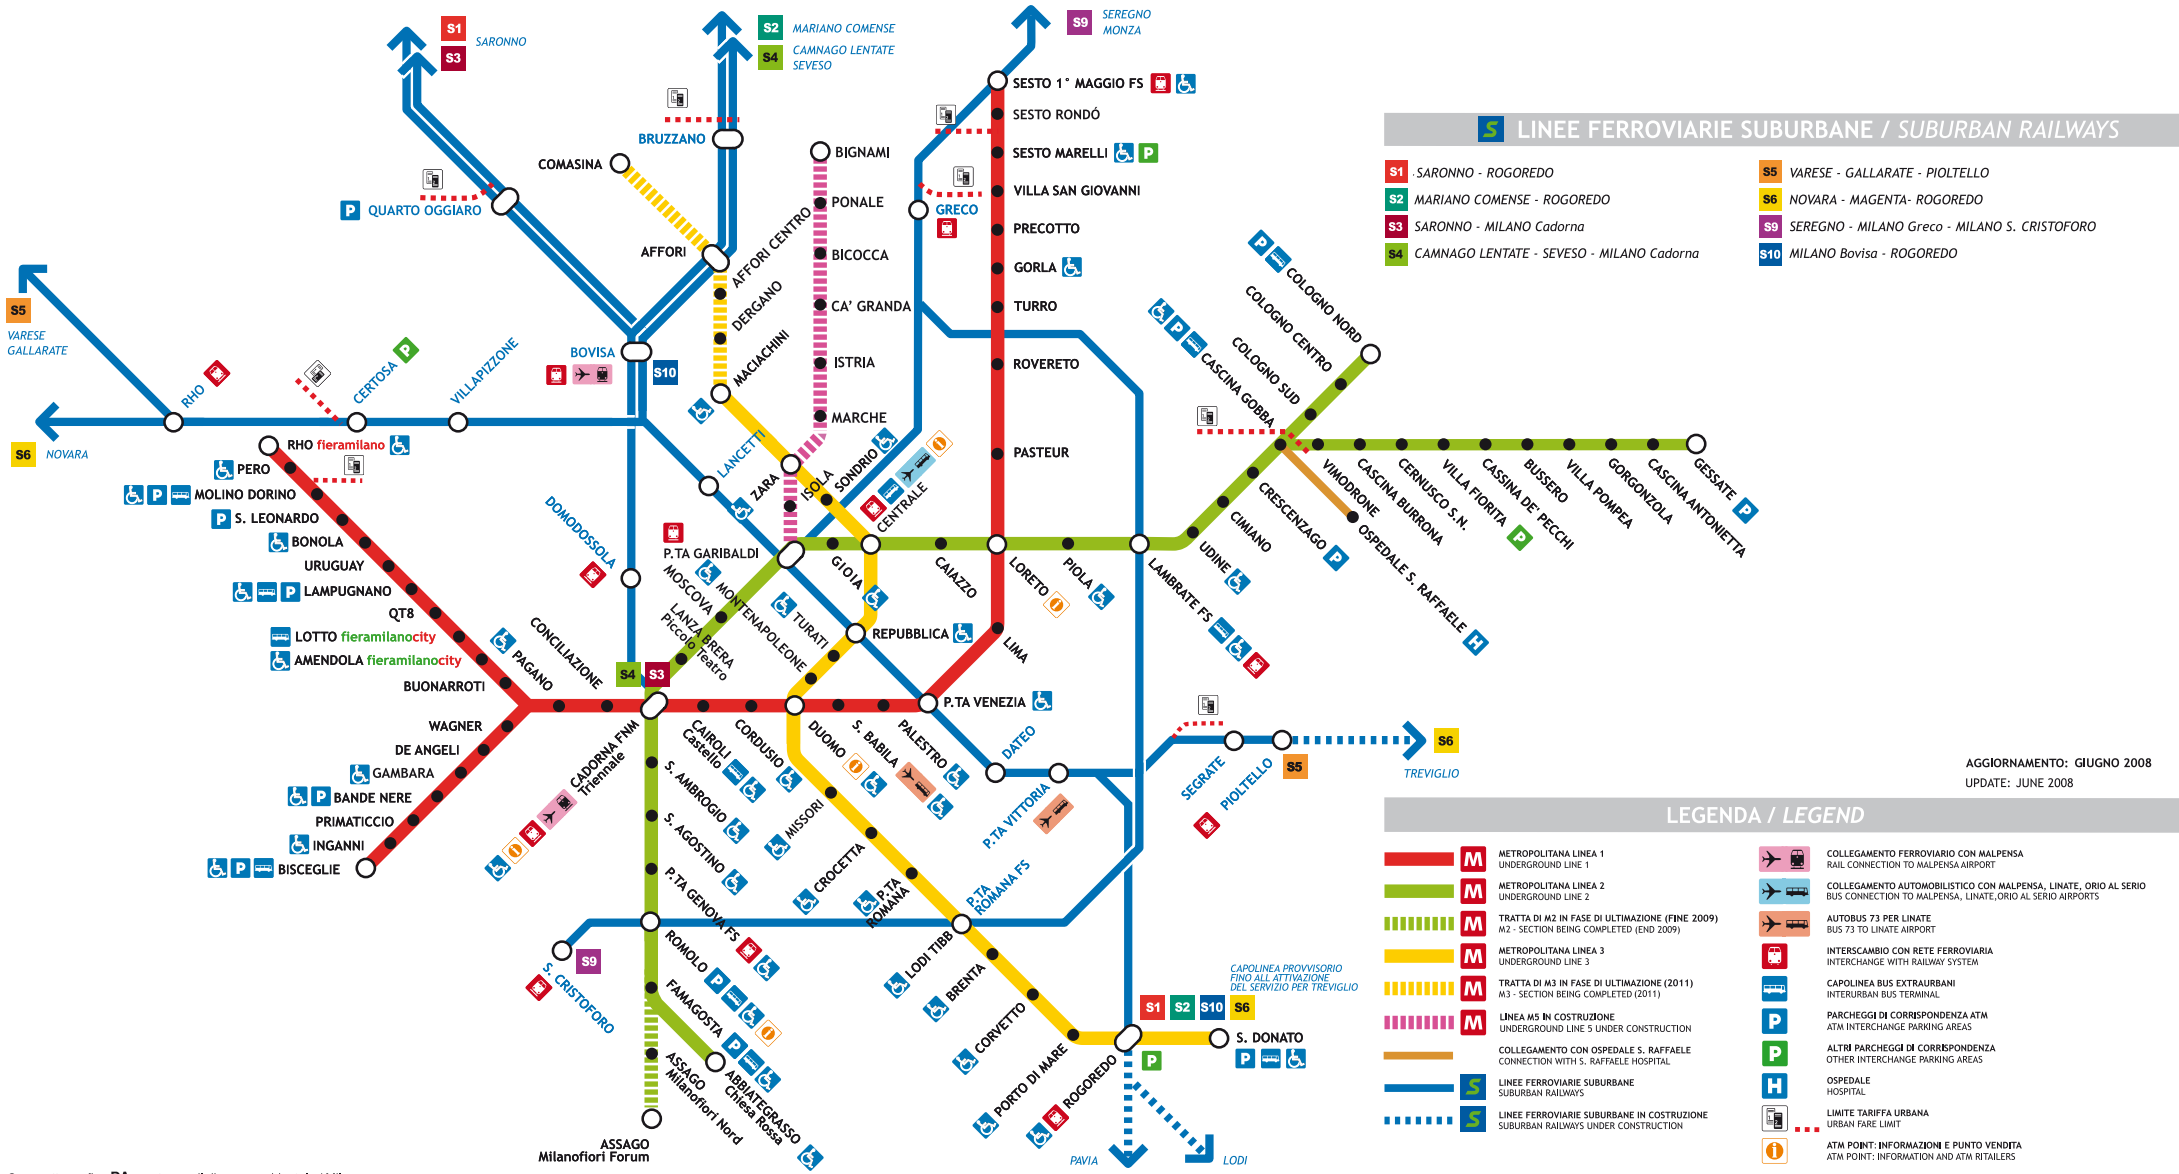 S1
S3
SARONNO
S2
MARIANO COMENSE
S4
CAMNAGO LENTATE
SEVESO
S9
SEREGNO
MONZA
SESTO 1° MAGGIO FS
SESTO RONDÓ
SESTO MARELLI P
VILLA SAN GIOVANNI
PRECOTTO
GORLA
TURRO
ROVERETO
PASTEUR
GRECO
BRUZZANO
COMASINA
P QUARTO OGGIARO
AFFORI
AFFORI CENTRO
DERGANO
MACIACHINI
BIGNAMI
PONALE
BICOCCA
CA' GRANDA
ISTRIA
MARCHE
S5
VARESE
GALLARATE
S6
NOVARA
RHO
CERTOSA P
VILLAPIZZONE
BOVISA
S10
LANCETTI
ZARA
ISOLA
SONDRIO
CENTRALE
DOMODOSSOLA
P.TA GARIBALDI
MOSCOVA
LANZA BRERA
Piccolo Teatro
MONTENAPOLEONE
TURATI
GIOIA
REPUBBLICA
CAIAZZO
LORETO
PIOLA
LIMA
LAMBRATE FS
UDINE
CIMIANO
CRESCENZAGO P
P COLOGNO NORD
COLOGNO CENTRO
COLOGNO SUD
P CASCINA GOBBA
VIMODRONE
CASCINA BURRONA
CERNUSCO S.N.
VILLA FIORITA P
CASSINA DE' PECCHI
BUSSERO
VILLA POMPEA
GORGONZOLA
CASCINA ANTONIETTA
GESSATE P
OSPEDALE S. RAFFAELE H
RHO fieramilano
PERO
P MOLINO DORINO
P S. LEONARDO
BONOLA
URUGUAY
P LAMPUGNANO
QT8
LOTTO fieramilanocity
AMENDOLA fieramilanocity
BUONARROTI
PAGANO
CONCILIAZIONE
WAGNER
DE ANGELI
GAMBARA
P BANDE NERE
PRIMATICCIO
INGANNI
P BISCEGLIE
S4 S3
CADORNA FNM
Triennale
CAIROLI
Castello
CORDUSIO
DUOMO
S. BABILA
PALESTRO
P.TA VENEZIA
DATEO
P.TA VITTORIA
SEGRATE
PIOLTELLO
S5
S6
TREVIGLIO
S. AMBROGIO
S. AGOSTINO
P.TA GENOVA FS
ROMOLO P
FAMAGOSTA P
ABBIATEGRASSO
Chiesa Rossa
ASSAGO
Milanofiori Nord
ASSAGO
Milanofiori Forum
S9
S. CRISTOFORO
MISSORI
CROCETTA
P.TA
ROMANA
P.TA
ROMANA FS
LODI TIBB
BRENTA
CORVETTO
PORTO DI MARE
ROGOREDO
P
CAPOLINEA PROVVISORIO
FINO ALL ATTIVAZIONE
DEL SERVIZIO PER TREVIGLIO
S1 S2 S10 S6
S. DONATO
P
PAVIA
LODI
S LINEE FERROVIARIE SUBURBANE / SUBURBAN RAILWAYS
S1 SARONNO - ROGOREDO
S2 MARIANO COMENSE - ROGOREDO
S3 SARONNO - MILANO Cadorna
S4 CAMNAGO LENTATE - SEVESO - MILANO Cadorna
S5 VARESE - GALLARATE - PIOLTELLO
S6 NOVARA - MAGENTA- ROGOREDO
S9 SEREGNO - MILANO Greco - MILANO S. CRISTOFORO
S10 MILANO Bovisa - ROGOREDO
AGGIORNAMENTO: GIUGNO 2008
UPDATE: JUNE 2008
LEGENDA / LEGEND
M METROPOLITANA LINEA 1
UNDERGROUND LINE 1
M METROPOLITANA LINEA 2
UNDERGROUND LINE 2
M TRATTA DI M2 IN FASE DI ULTIMAZIONE (FINE 2009)
M2 - SECTION BEING COMPLETED (END 2009)
M METROPOLITANA LINEA 3
UNDERGROUND LINE 3
M TRATTA DI M3 IN FASE DI ULTIMAZIONE (2011)
M3 - SECTION BEING COMPLETED (2011)
M LINEA M5 IN COSTRUZIONE
UNDERGROUND LINE 5 UNDER CONSTRUCTION
COLLEGAMENTO CON OSPEDALE S. RAFFAELE
CONNECTION WITH S. RAFFAELE HOSPITAL
S LINEE FERROVIARIE SUBURBANE
SUBURBAN RAILWAYS
S LINEE FERROVIARIE SUBURBANE IN COSTRUZIONE
SUBURBAN RAILWAYS UNDER CONSTRUCTION
COLLEGAMENTO FERROVIARIO CON MALPENSA
RAIL CONNECTION TO MALPENSA AIRPORT
COLLEGAMENTO AUTOMOBILISTICO CON MALPENSA, LINATE, ORIO AL SERIO
BUS CONNECTION TO MALPENSA, LINATE,ORIO AL SERIO AIRPORTS
AUTOBUS 73 PER LINATE
BUS 73 TO LINATE AIRPORT
INTERSCAMBIO CON RETE FERROVIARIA
INTERCHANGE WITH RAILWAY SYSTEM
CAPOLINEA BUS EXTRAURBANI
INTERURBAN BUS TERMINAL
P PARCHEGGI DI CORRISPONDENZA ATM
ATM INTERCHANGE PARKING AREAS
P ALTRI PARCHEGGI DI CORRISPONDENZA
OTHER INTERCHANGE PARKING AREAS
H OSPEDALE
HOSPITAL
LIMITE TARIFFA URBANA
URBAN FARE LIMIT
ATM POINT: INFORMAZIONI E PUNTO VENDITA
ATM POINT: INFORMATION AND ATM RITAILERS